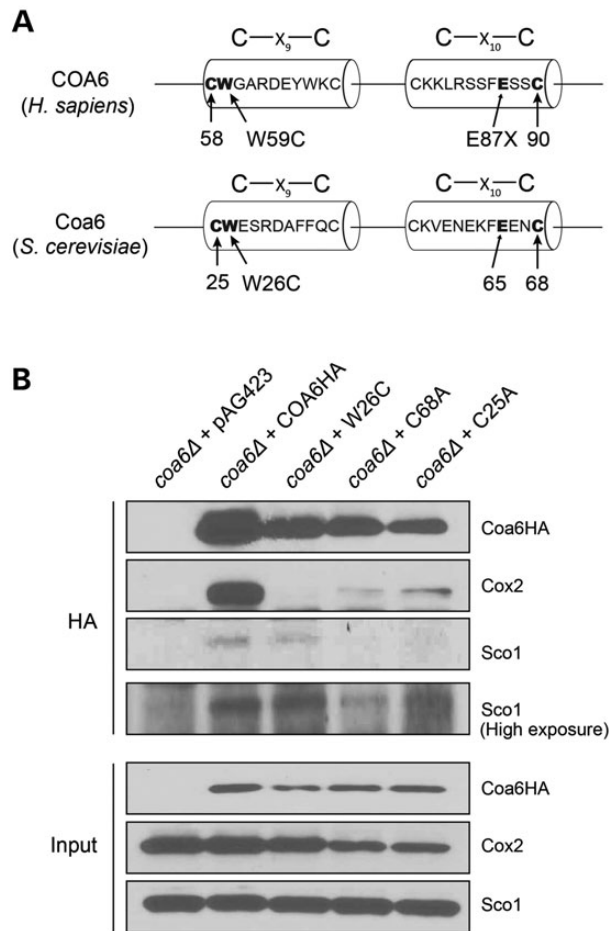 A
C—X9—C C—X10—C
COA6
(H. sapiens)
CWGARDEYWKC CKKLRSSFESSC
58 W59C E87X 90
C—X9—C C—X10—C
Coa6
(S. cerevisiae)
CWESRDAFFQC CKVENEKFEENC
25 W26C 65 68
B
coa6Δ + pAG423
coa6Δ + COA6HA
coa6Δ + W26C
coa6Δ + C68A
coa6Δ + C25A
HA
Coa6HA
Cox2
Sco1
Sco1
(High exposure)
Input
Coa6HA
Cox2
Sco1